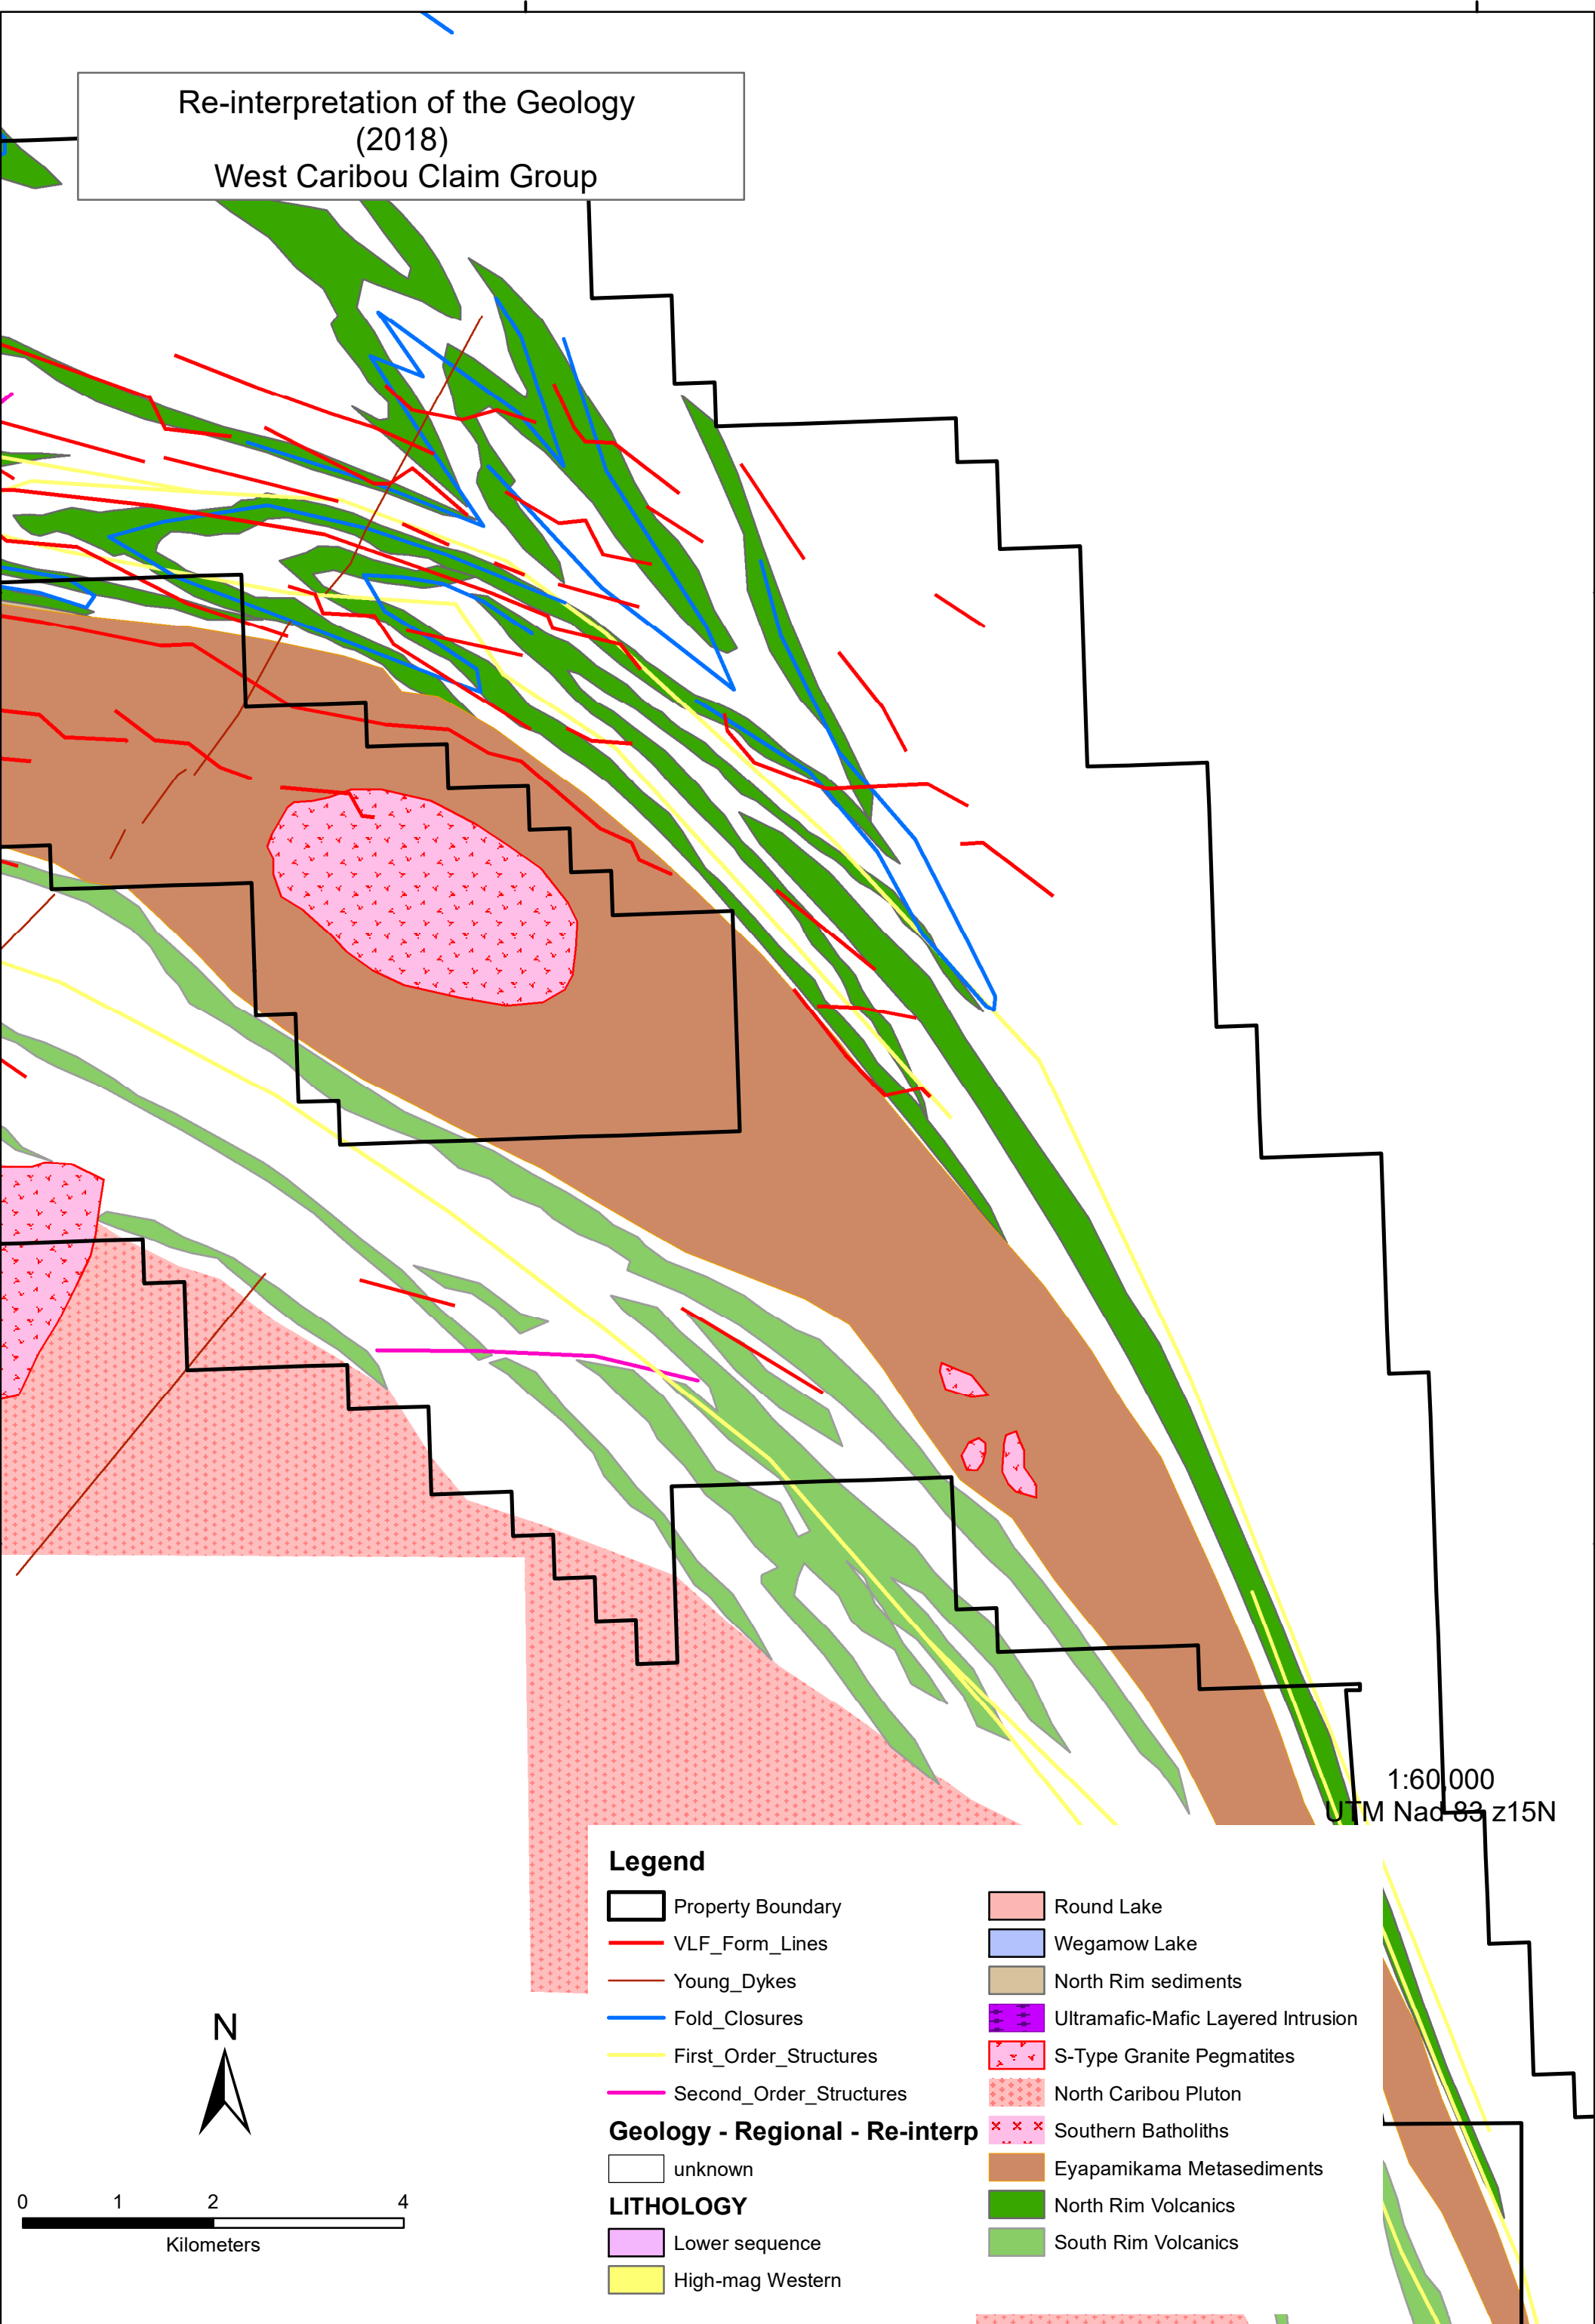 Re-interpretation of the Geology
(2018)
West Caribou Claim Group
1:60,000
UTM Nad 83 z15N
Legend
Property Boundary
VLF_Form_Lines
Young_Dykes
Fold_Closures
First_Order_Structures
Second_Order_Structures
Geology - Regional - Re-interp
unknown
LITHOLOGY
Lower sequence
High-mag Western
Round Lake
Wegamow Lake
North Rim sediments
Ultramafic-Mafic Layered Intrusion
S-Type Granite Pegmatites
North Caribou Pluton
Southern Batholiths
Eyapamikama Metasediments
North Rim Volcanics
South Rim Volcanics
N
0 1 2 4
Kilometers